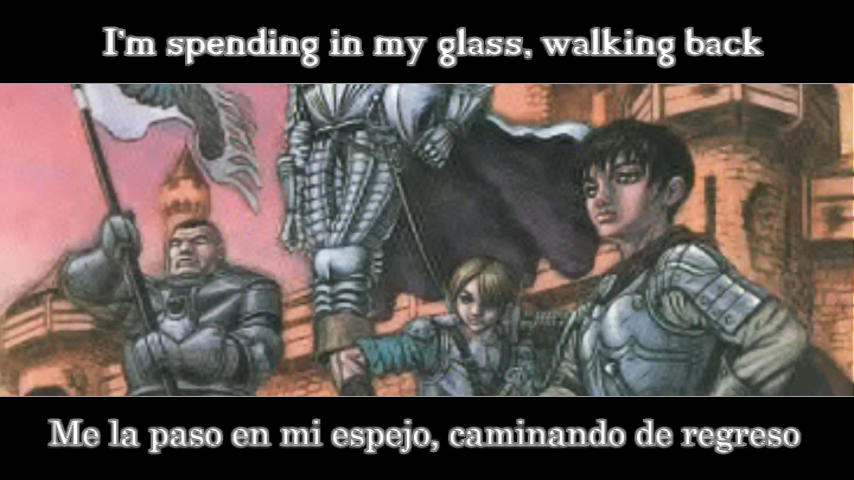 I'm spending in my glass, walking back
Me la paso en mi espejo, caminando de regreso